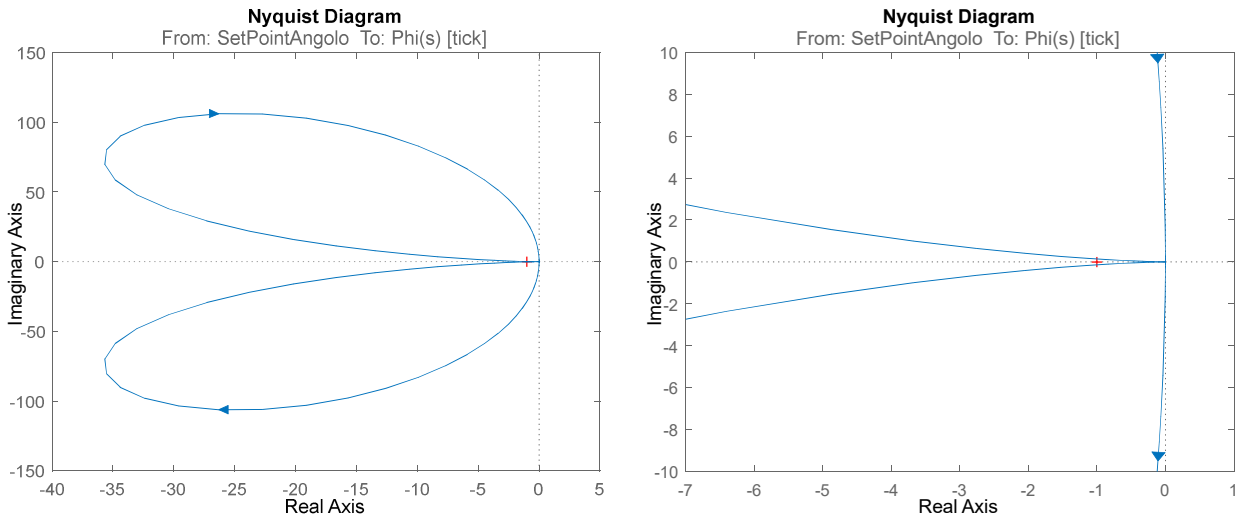 Nyquist Diagram
From: SetPointAngolo To: Phi(s) [tick]
Imaginary Axis
150
100
50
0
-50
-100
-150
-40 -35 -30 -25 -20 -15 -10 -5 0 5
Real Axis
Nyquist Diagram
From: SetPointAngolo To: Phi(s) [tick]
Imaginary Axis
10
8
6
4
2
0
-2
-4
-6
-8
-10
-7 -6 -5 -4 -3 -2 -1 0 1
Real Axis